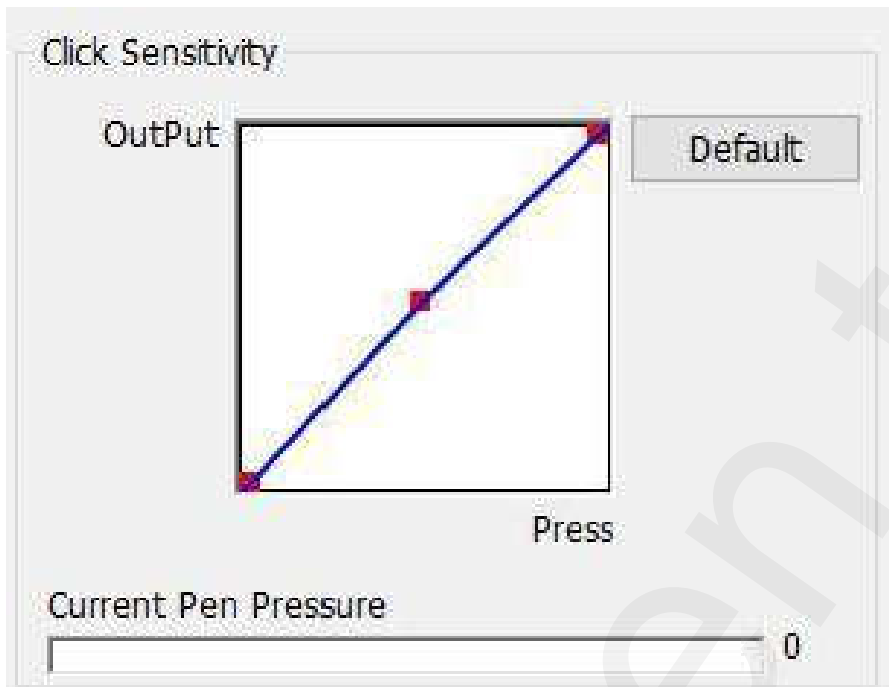 Click Sensitivity
OutPut
Default
Press
Current Pen Pressure
0